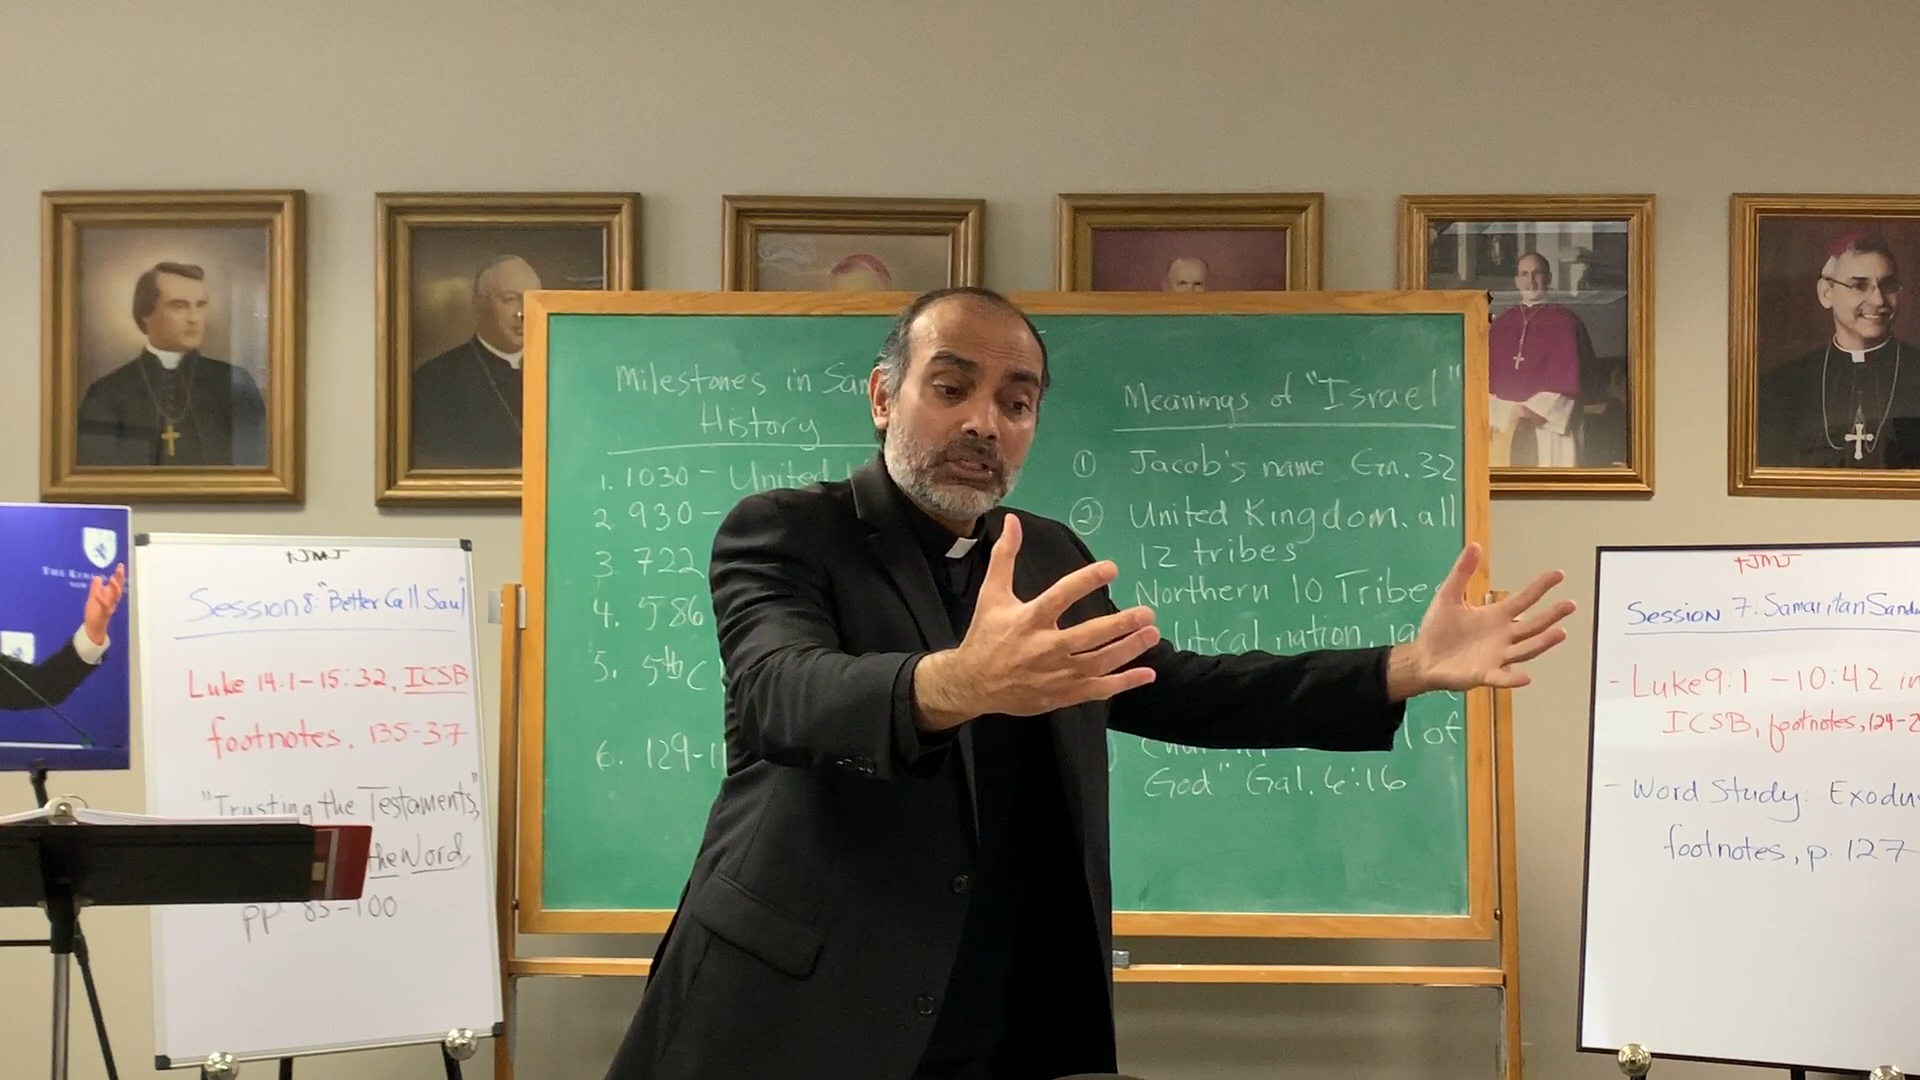 †JMJ
Session 8: "Better Call Saul"
Luke 14:1-15:32, ICSB
footnotes, 135-37
"Trusting the Testaments,"
the Word,
pp 85-100
Milestones in
History
1. 1030 - United
2 930 -
3. 722
4. 586
5. 5th C
6. 129-1
Meanings of "Israel"
① Jacob's name Gen. 32
② United Kingdom, all
12 tribes
Northern 10 Tribes
nation,
of
God" Gal. 6:16
†JMJ
Session 7: Samaritan
- Luke 9:1 - 10:42 in
ICSB, footnotes, 124-2
- Word Study:
footnotes, p. 127